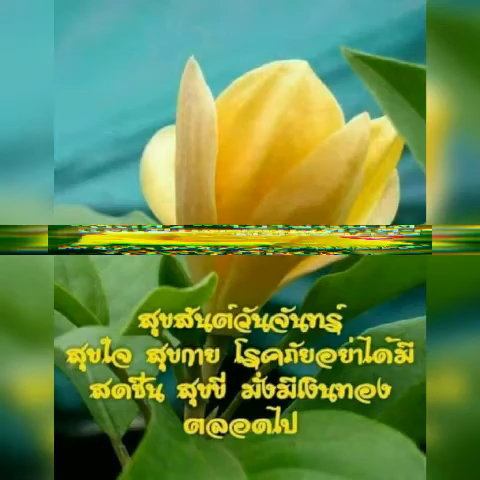 สุขสันต์วันจันทร์
สุขใจ สุขกาย โรคภัยอย่าได้มี
สดชื่น สุขขี มั่งมีเงินทอง
ตลอดไป